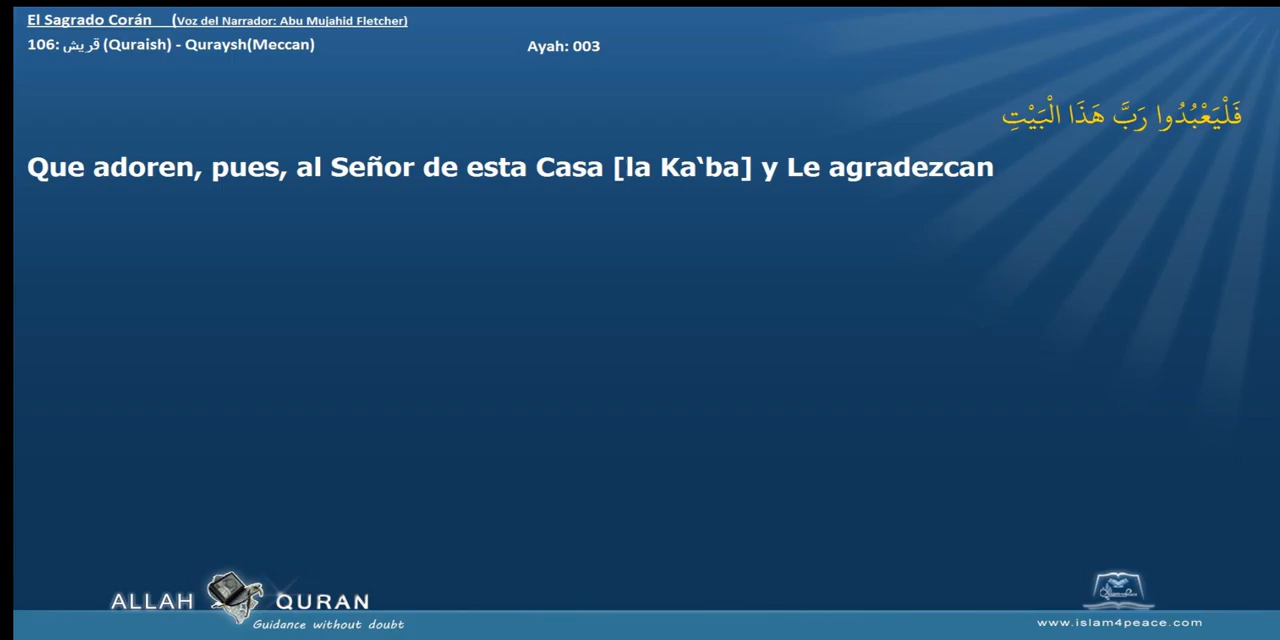 El Sagrado Corán (Voz del Narrador: Abu Mujahid Fletcher)
106: قريش (Quraish) - Quraysh(Meccan) Ayah: 003
فَلْيَعْبُدُوا رَبَّ هَذَا الْبَيْتِ
Que adoren, pues, al Señor de esta Casa [la Ka‛ba] y Le agradezcan
ALLAH QURAN
Guidance without doubt
www.islam4peace.com